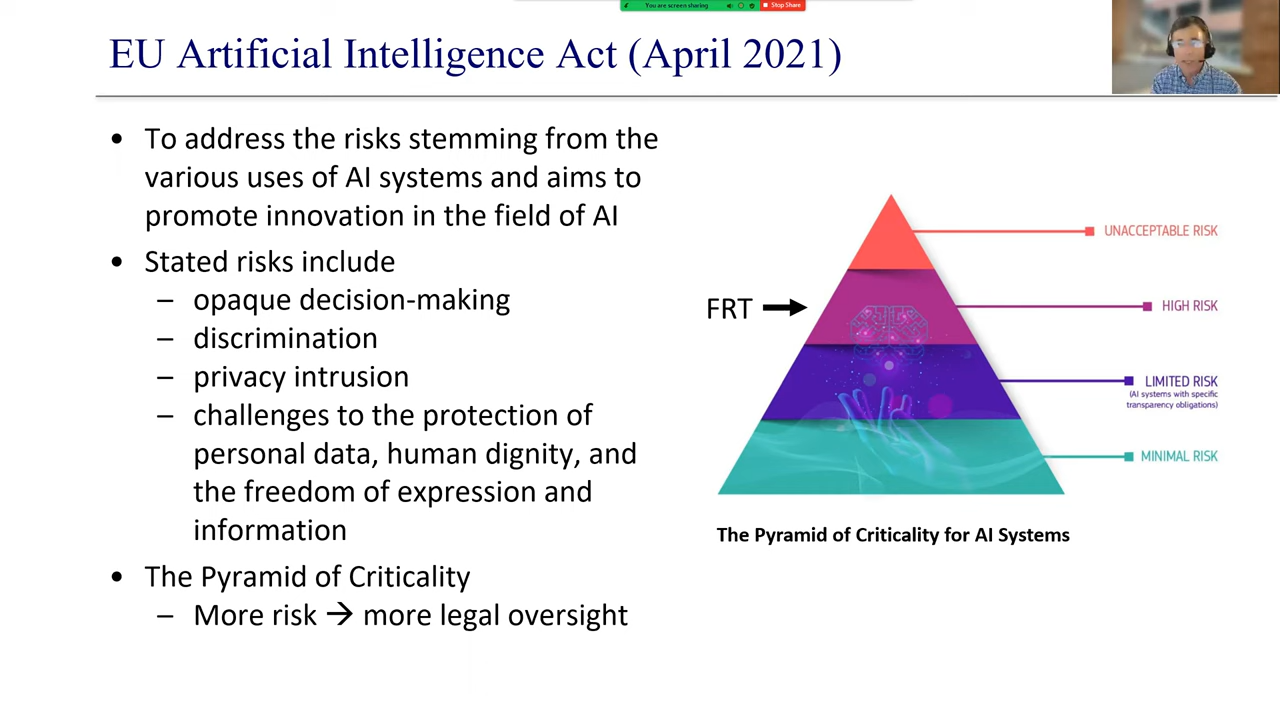 You are screen sharing
Stop Share
EU Artificial Intelligence Act (April 2021)
• To address the risks stemming from the
various uses of AI systems and aims to
promote innovation in the field of AI
• Stated risks include
– opaque decision-making
– discrimination
– privacy intrusion
– challenges to the protection of
personal data, human dignity, and
the freedom of expression and
information
• The Pyramid of Criticality
– More risk → more legal oversight
FRT
UNACCEPTABLE RISK
HIGH RISK
LIMITED RISK
(AI systems with specific
transparency obligations)
MINIMAL RISK
The Pyramid of Criticality for AI Systems